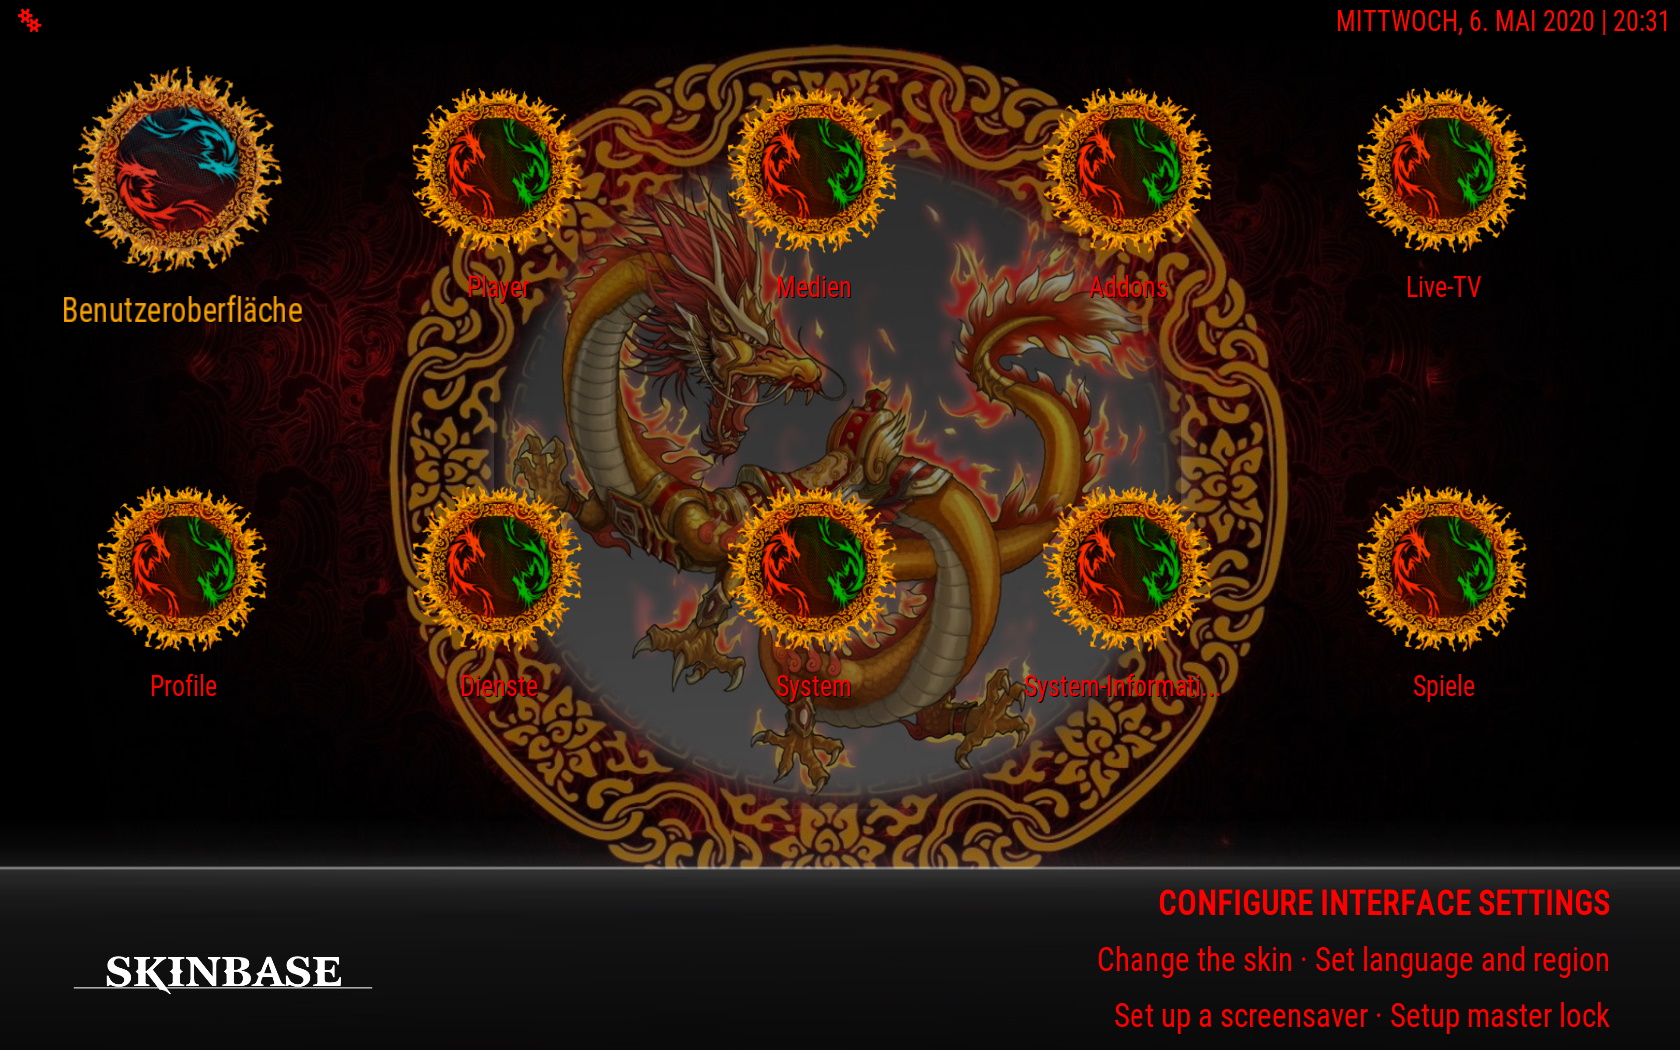 MITTWOCH, 6. MAI 2020 | 20:31
Benutzeroberfläche
Player
Medien
Addons
Live-TV
Profile
Dienste
System
System-Informati...
Spiele
CONFIGURE INTERFACE SETTINGS
Change the skin · Set language and region
Set up a screensaver · Setup master lock
SKINBASE